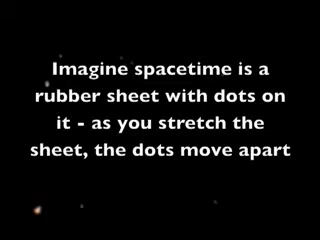 Imagine spacetime is a
rubber sheet with dots on
it - as you stretch the
sheet, the dots move apart